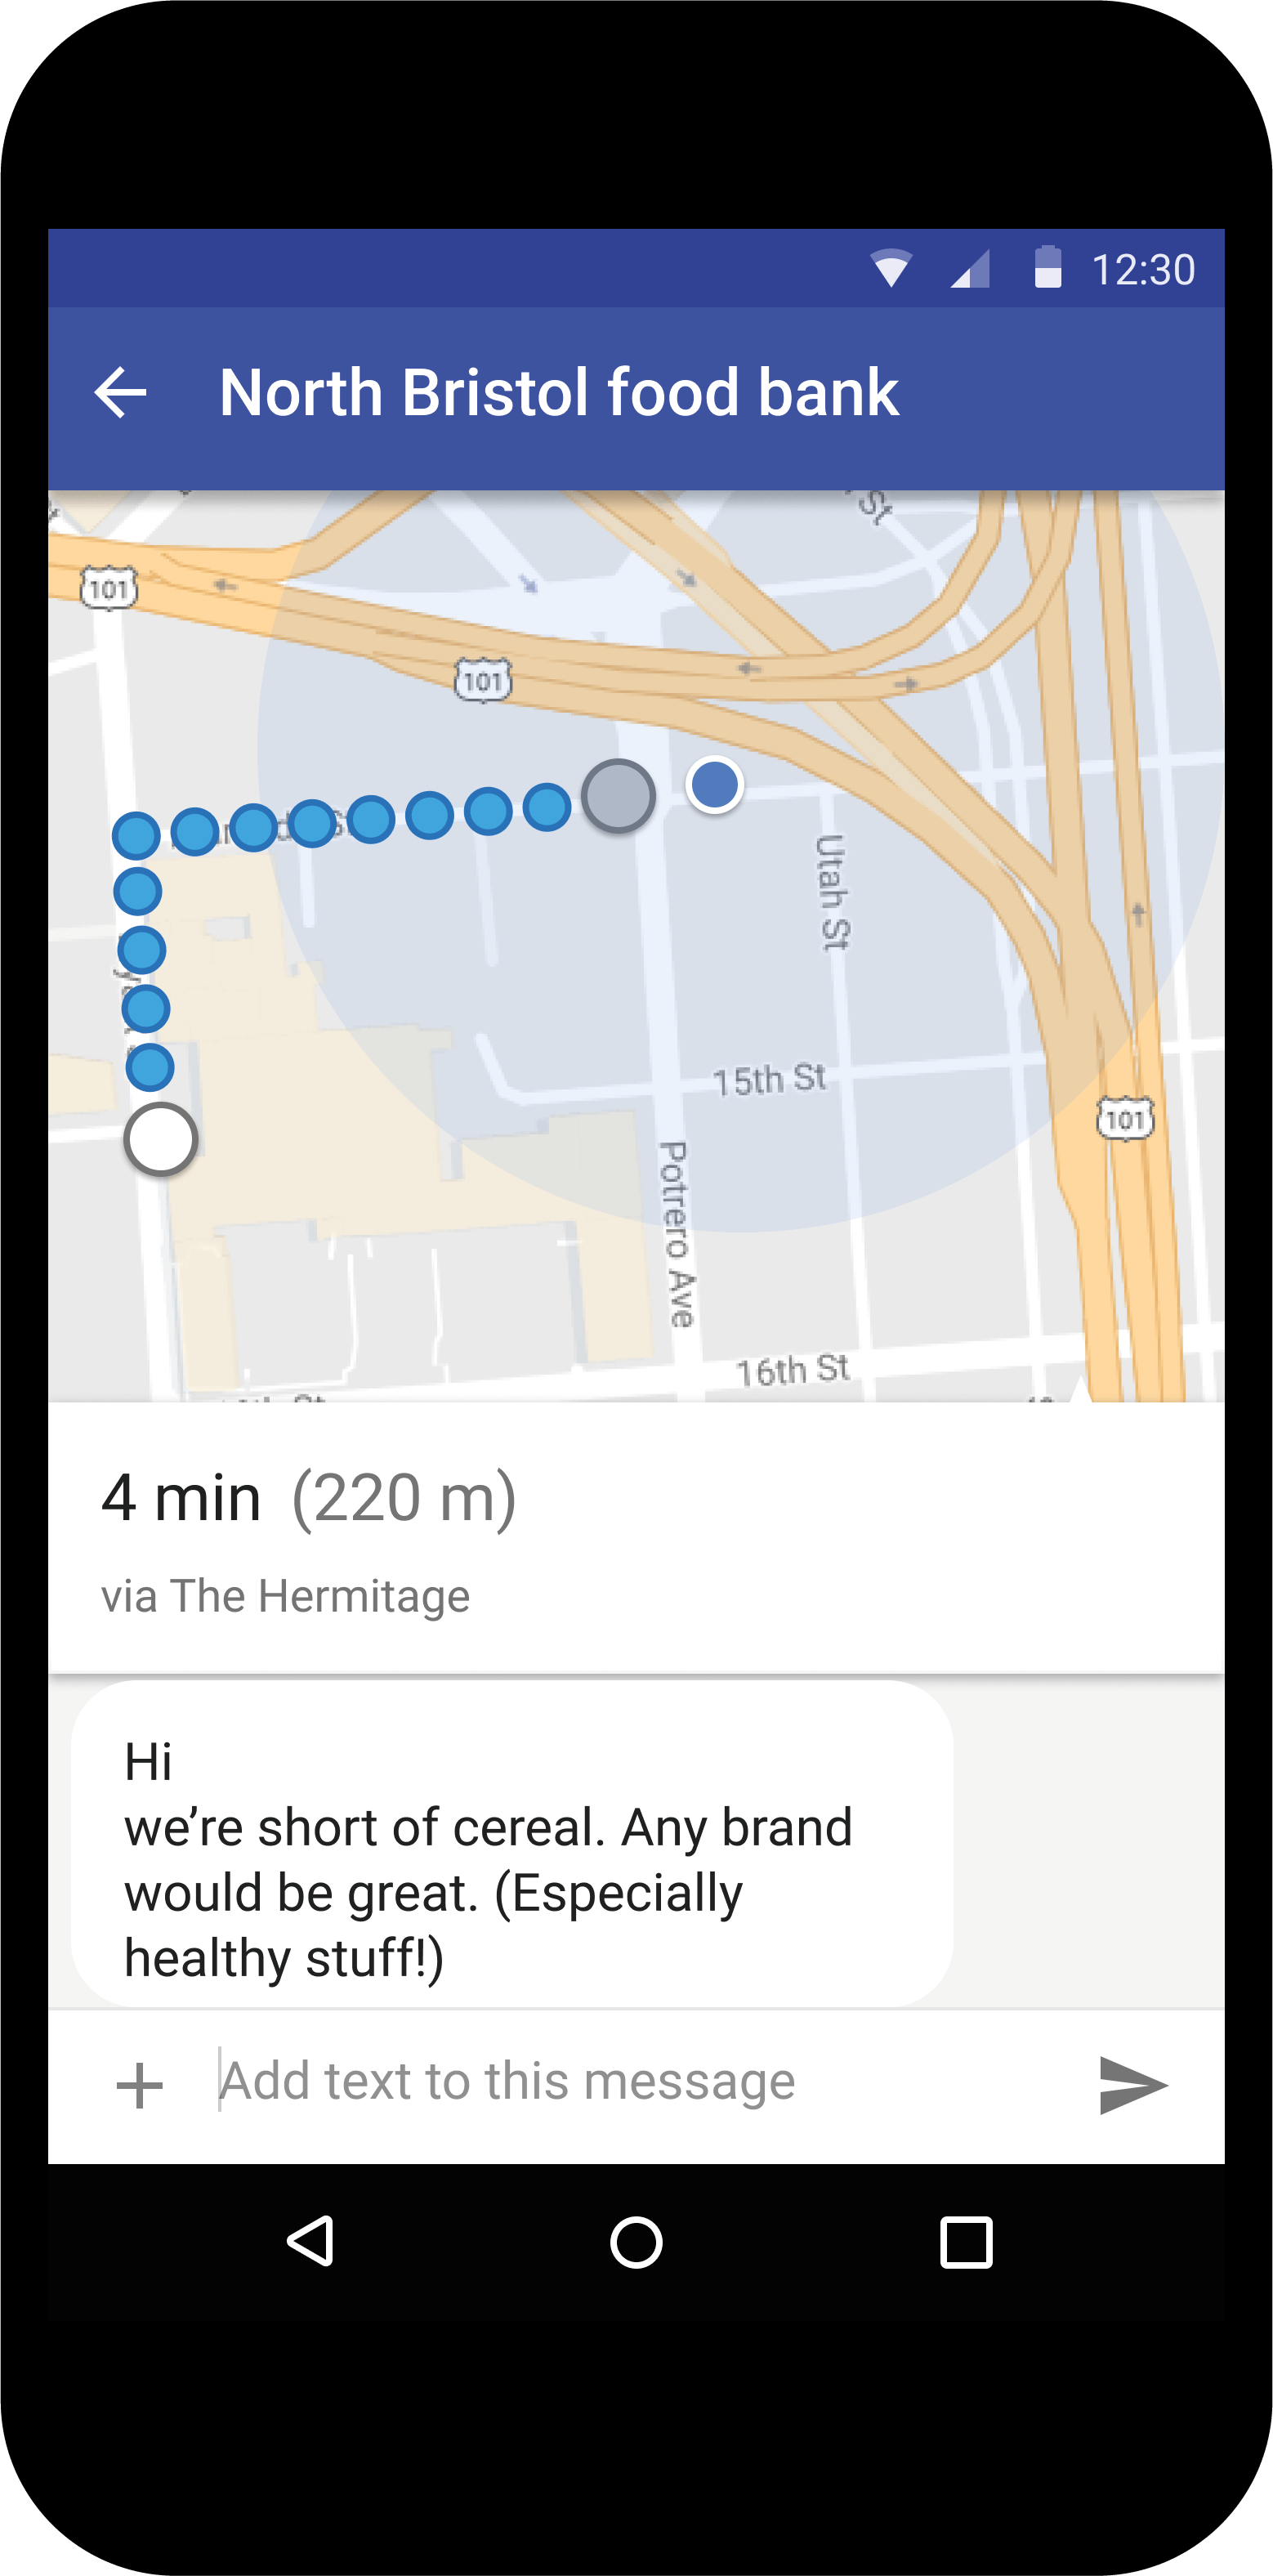 12:30
North Bristol food bank
St
101
101
Utah St
15th St
101
Potrero Ave
16th St
4 min (220 m)
via The Hermitage
Hi
we’re short of cereal. Any brand
would be great. (Especially
healthy stuff!)
Add text to this message